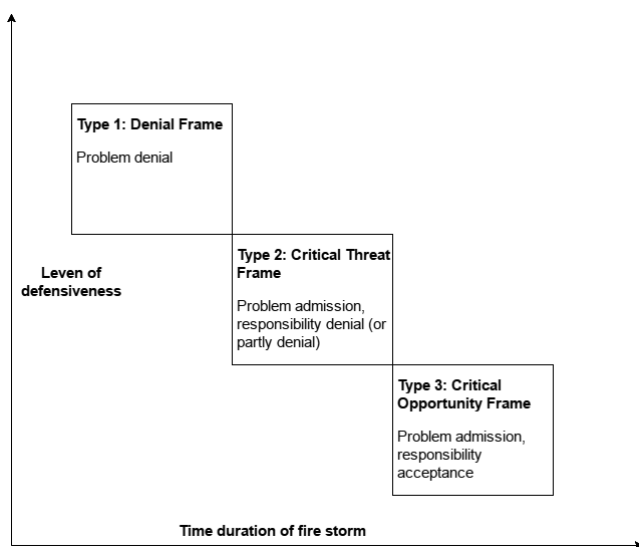 Type 1: Denial Frame
Problem denial
Type 2: Critical Threat
Frame
Problem admission,
responsibility denial (or
partly denial)
Leven of
defensiveness
Type 3: Critical
Opportunity Frame
Problem admission,
responsibility
acceptance
Time duration of fire storm